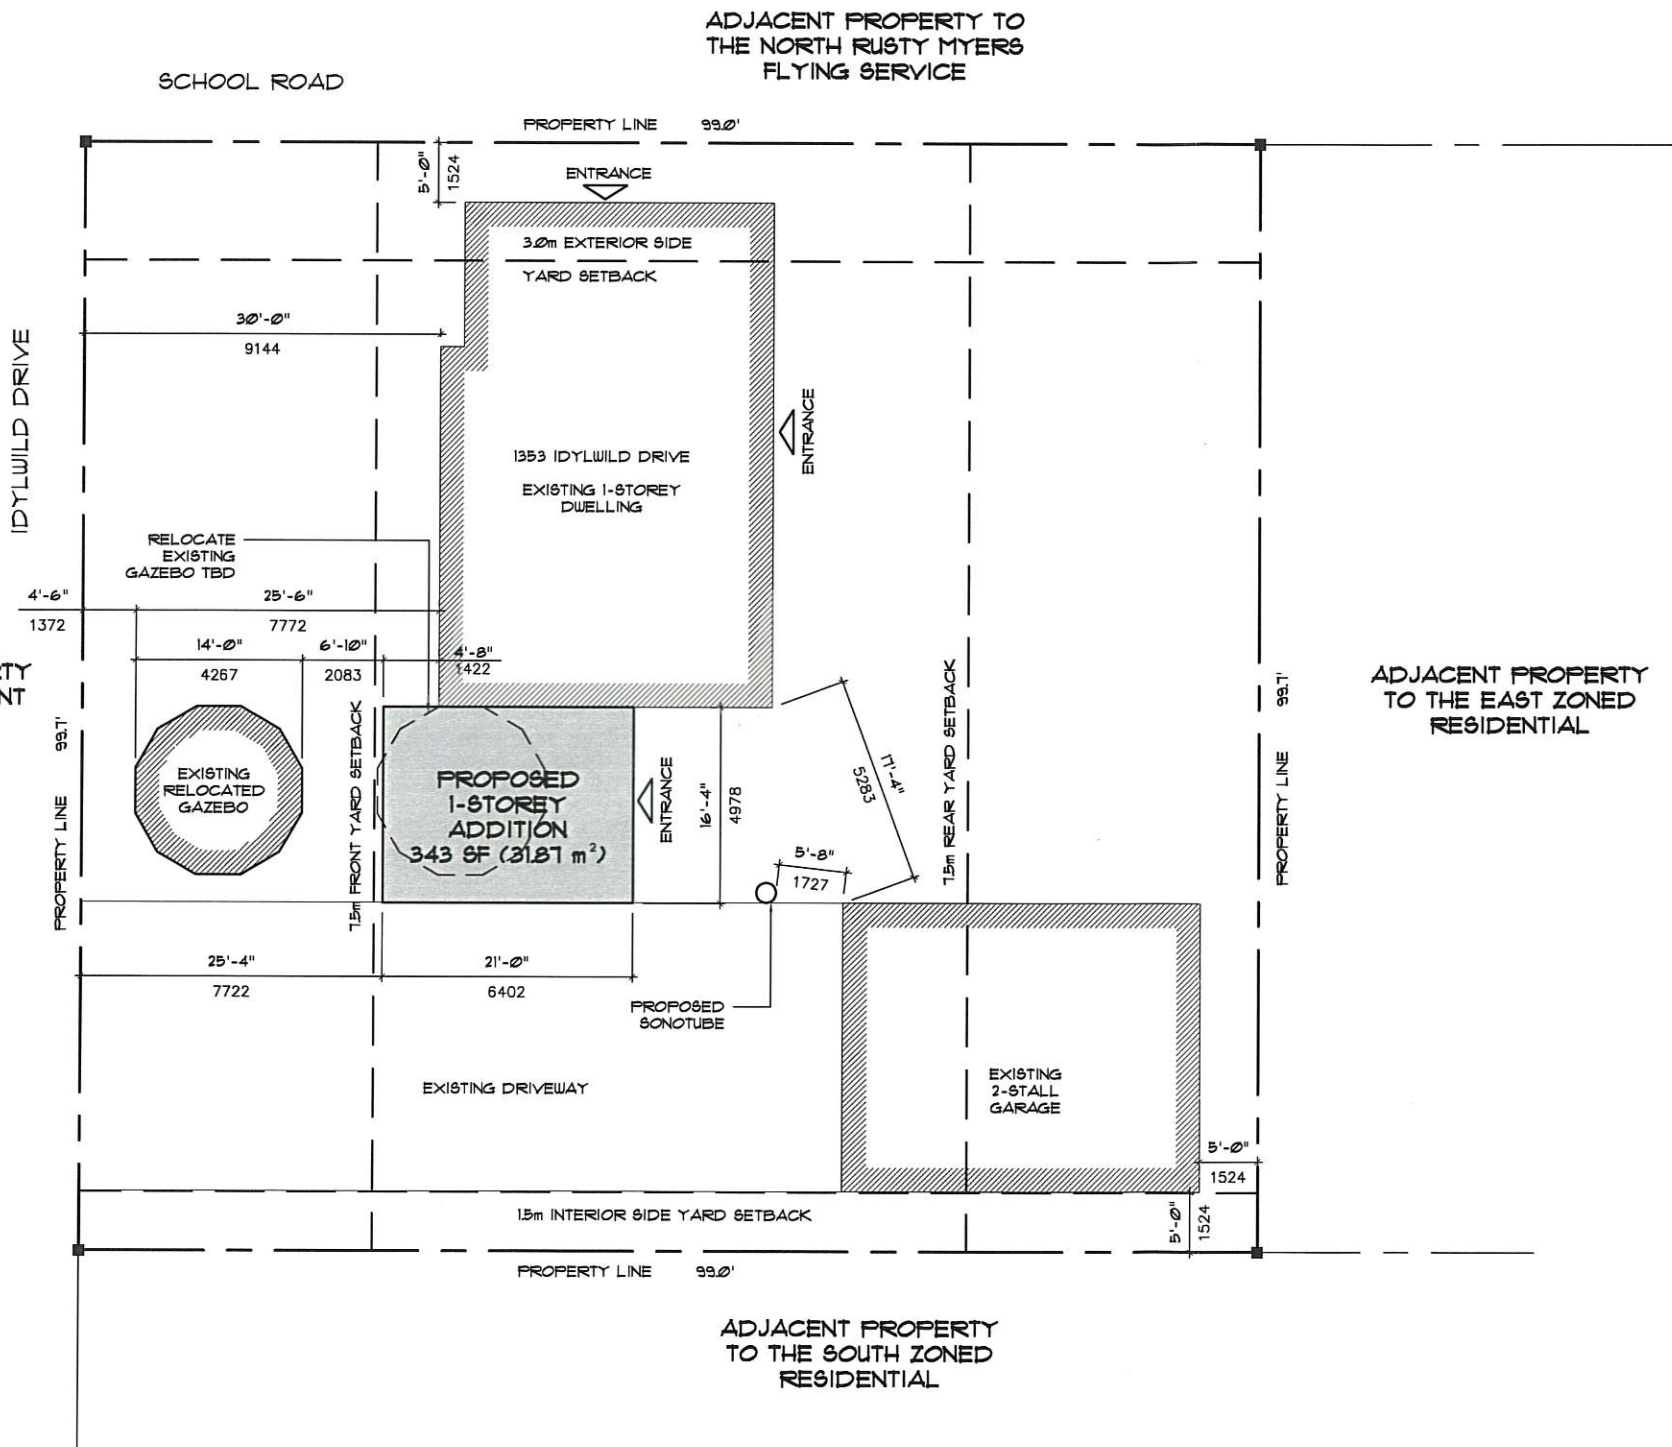 ADJACENT PROPERTY TO
THE NORTH RUSTY MYERS
FLYING SERVICE
SCHOOL ROAD
PROPERTY LINE 99.0'
5'-0"
1524
ENTRANCE
3.0m EXTERIOR SIDE
YARD SETBACK
30'-0"
9144
IDYLWILD DRIVE
ENTRANCE
1353 IDYLWILD DRIVE
EXISTING 1-STOREY
DWELLING
RELOCATE
EXISTING
GAZEBO TBD
4'-6"
1372
25'-6"
7772
14'-0"
4267
6'-10"
2083
4'-8"
1422
TY
NT
ADJACENT PROPERTY
TO THE EAST ZONED
RESIDENTIAL
PROPERTY LINE 99.7'
7.5m FRONT YARD SETBACK
EXISTING
RELOCATED
GAZEBO
PROPOSED
1-STOREY
ADDITION
343 SF (31.87 m²)
ENTRANCE
16'-4"
4978
17'-4"
5283
7.5m REAR YARD SETBACK
PROPERTY LINE 99.7'
5'-8"
1727
25'-4"
7722
21'-0"
6402
PROPOSED
SONOTUBE
EXISTING DRIVEWAY
EXISTING
2-STALL
GARAGE
5'-0"
1524
5'-0"
1524
1.5m INTERIOR SIDE YARD SETBACK
PROPERTY LINE 99.0'
ADJACENT PROPERTY
TO THE SOUTH ZONED
RESIDENTIAL